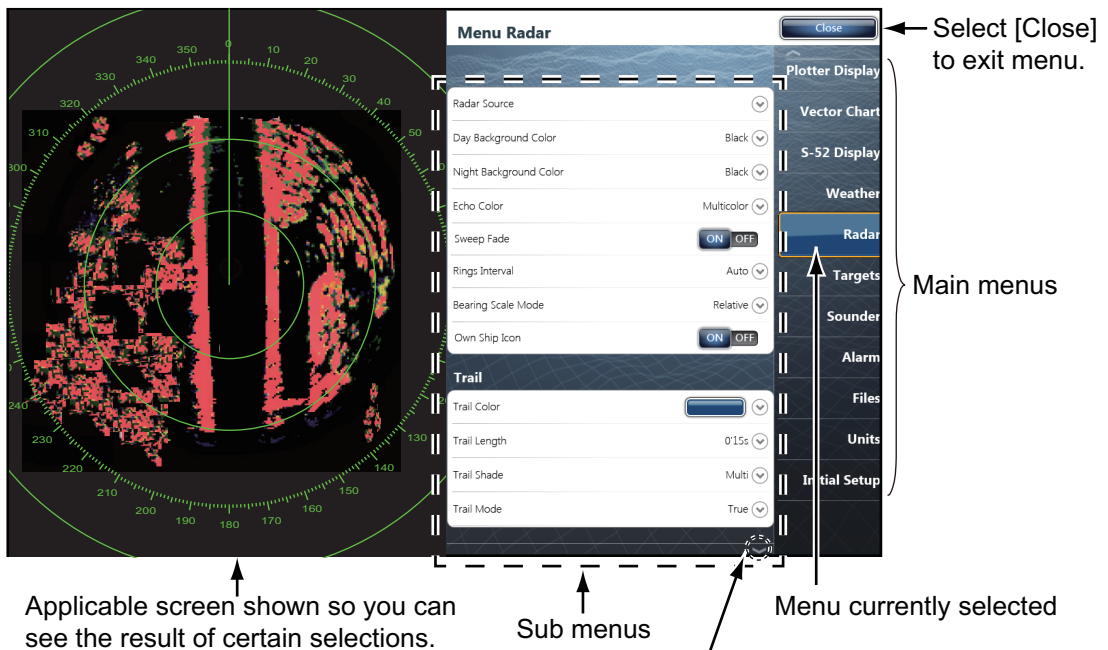 Menu Radar
Close
Select [Close]
to exit menu.
350
0
10
340
20
330
30
320
40
310
50
300
240
230
130
220
140
210
150
200
160
190
180
170
Radar Source
Day Background Color Black
Night Background Color Black
Echo Color Multicolor
Sweep Fade ON OFF
Rings Interval Auto
Bearing Scale Mode Relative
Own Ship Icon ON OFF
Trail
Trail Color
Trail Length 0'15s
Trail Shade Multi
Trail Mode True
Plotter Display
Vector Chart
S-52 Display
Weather
Radar
Targets
Sounder
Alarm
Files
Units
Initial Setup
Main menus
Applicable screen shown so you can
see the result of certain selections.
Sub menus
Menu currently selected